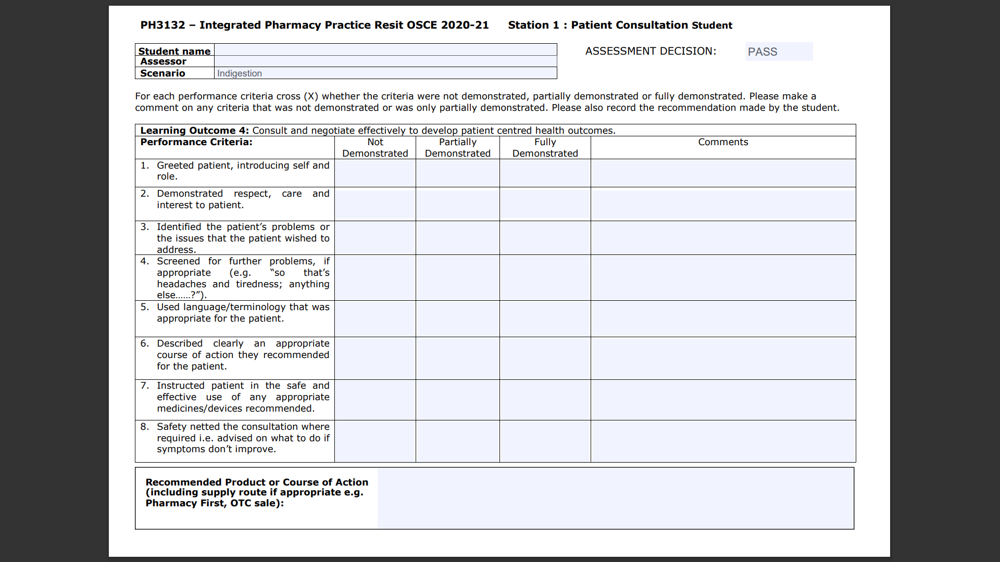 PH3132 – Integrated Pharmacy Practice Resit OSCE 2020-21 Station 1 : Patient Consultation Student
Student name
ASSESSMENT DECISION: PASS
Assessor
Scenario Indigestion
For each performance criteria cross (X) whether the criteria were not demonstrated, partially demonstrated or fully demonstrated. Please make a
comment on any criteria that was not demonstrated or was only partially demonstrated. Please also record the recommendation made by the student.
Learning Outcome 4: Consult and negotiate effectively to develop patient centred health outcomes.
Performance Criteria:
Not
Demonstrated
Partially
Demonstrated
Fully
Demonstrated
Comments
1. Greeted patient, introducing self and
role.
2. Demonstrated respect, care and
interest to patient.
3. Identified the patient’s problems or
the issues that the patient wished to
address.
4. Screened for further problems, if
appropriate (e.g. “so that’s
headaches and tiredness; anything
else……?”).
5. Used language/terminology that was
appropriate for the patient.
6. Described clearly an appropriate
course of action they recommended
for the patient.
7. Instructed patient in the safe and
effective use of any appropriate
medicines/devices recommended.
8. Safety netted the consultation where
required i.e. advised on what to do if
symptoms don’t improve.
Recommended Product or Course of Action
(including supply route if appropriate e.g.
Pharmacy First, OTC sale):